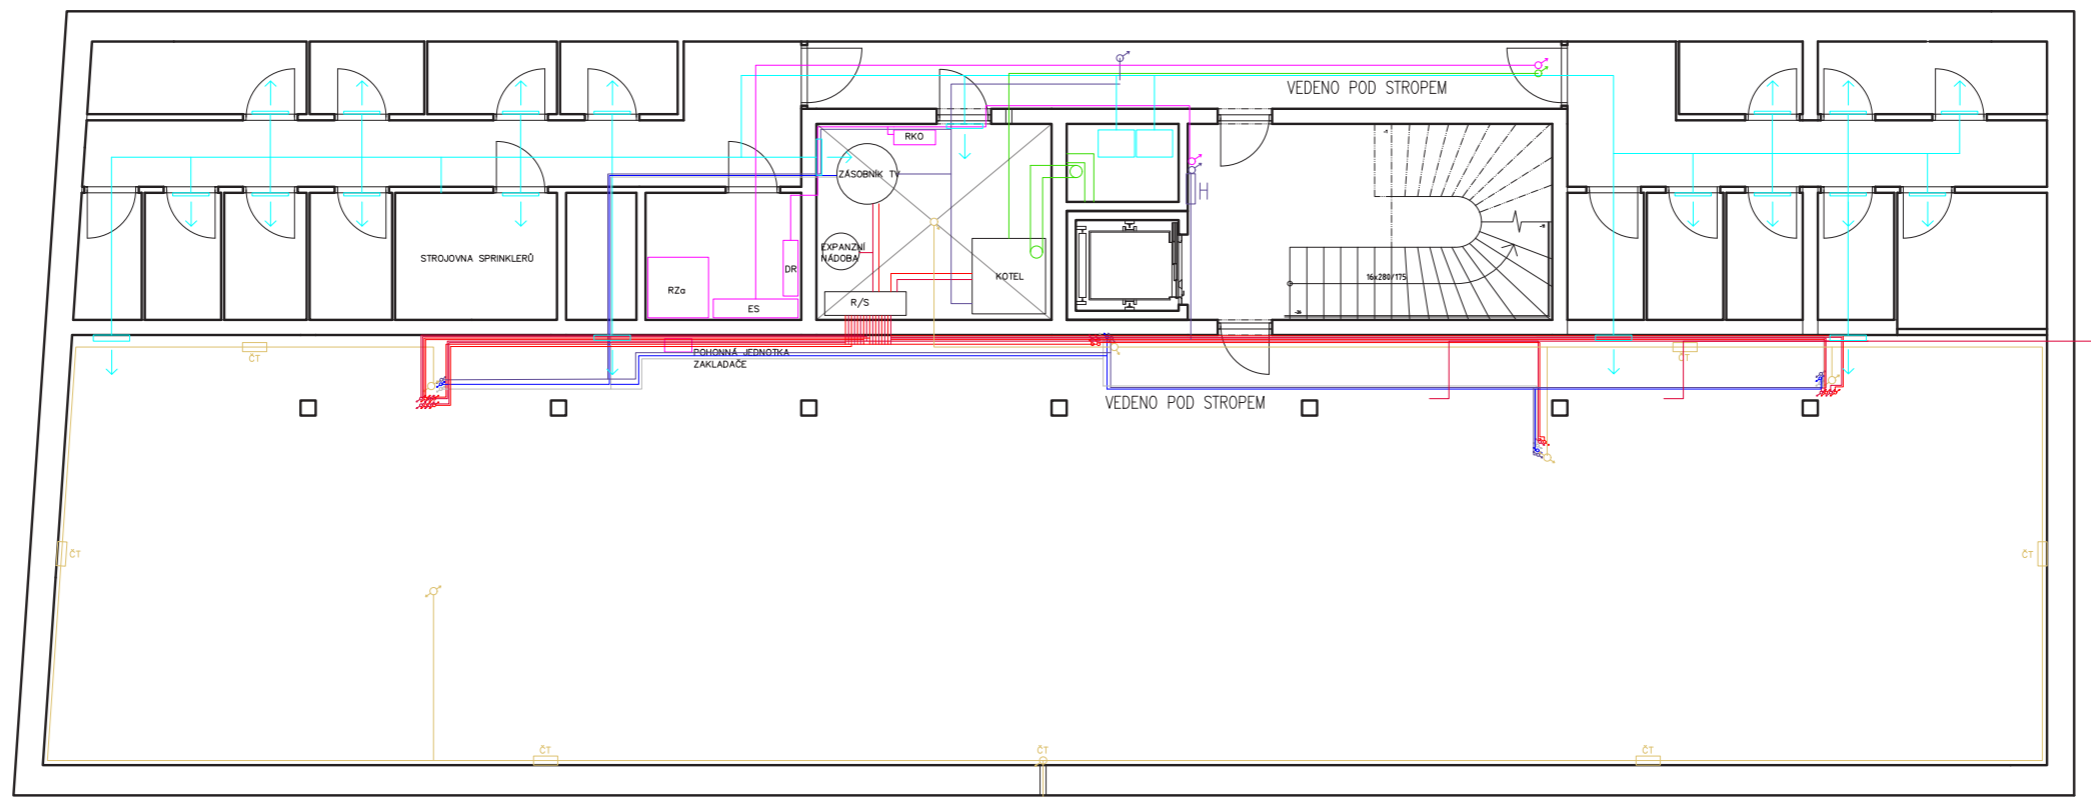 VEDENO POD STROPEM
RKO
ZÁSOBNÍK TV
H
EXPANZNÍ
NÁDOBA
STROJOVNA SPRINKLERŮ
RZa
DR
ES
R/S
KOTEL
16x280/175
POHONNÁ JEDNOTKA
ZAKLADAČE
ČT
ČT
VEDENO POD STROPEM
ČT
ČT
ČT
ČT
ČT